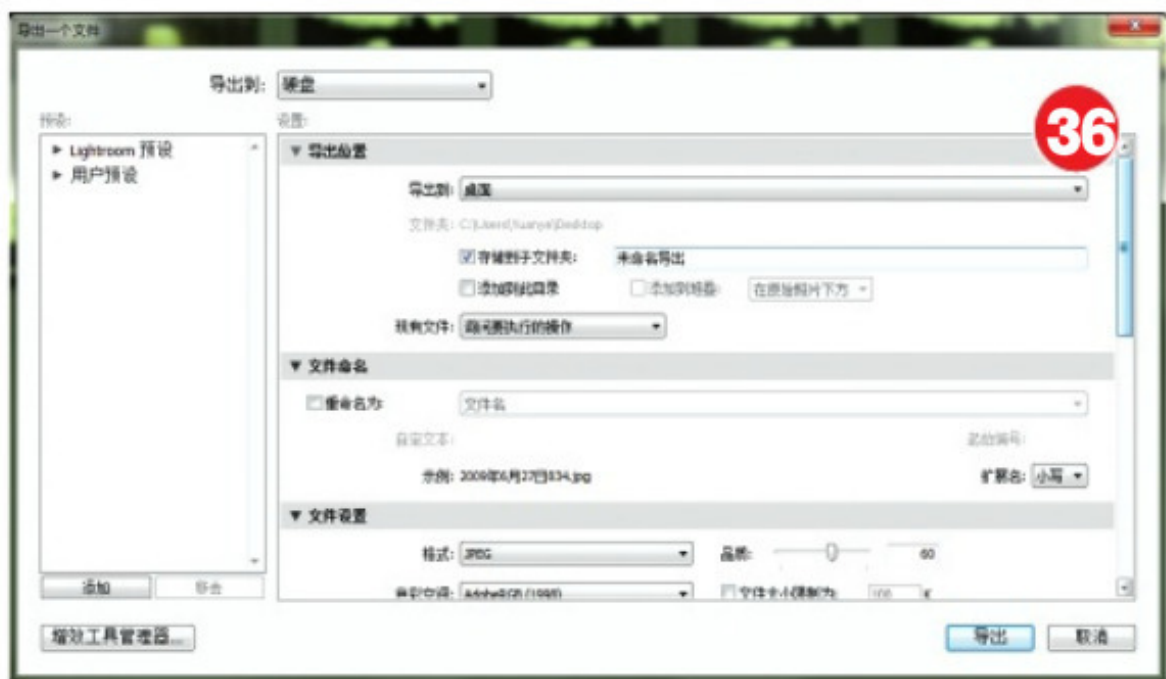 导出一个文件
36
导出到: 硬盘
预设:
Lightroom 预设
用户预设
添加 移去
增效工具管理器...
设置:
导出位置
导出到: 桌面
文件夹: C:\Users\Yuanye\Desktop
存储到子文件夹: 未命名导出
添加到此目录 添加到堆叠: 在原始照片下方
现有文件: 询问要执行的操作
文件命名
重命名为: 文件名
自定文本: 起始编号:
示例: 2009年6月27日834.jpg 扩展名: 小写
文件设置
格式: JPEG 品质: 60
色彩空间: AdobeRGB (1998) 文件大小限制为: 100 K
导出 取消